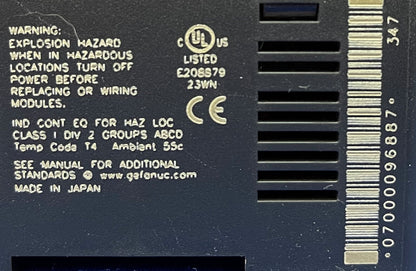 WARNING:
EXPLOSION HAZARD
WHEN IN HAZARDOUS
LOCATIONS TURN OFF
POWER BEFORE
REPLACING OR WIRING
MODULES.
IND CONT EQ FOR HAZ LOC
CLASS I DIV 2 GROUPS ABCD
Temp Code T4 Ambient 55c
SEE MANUAL FOR ADDITIONAL
STANDARDS @ www.gefanuc.com
MADE IN JAPAN
C UL US
LISTED
E206679
23WN
CE
347
*070000096887*